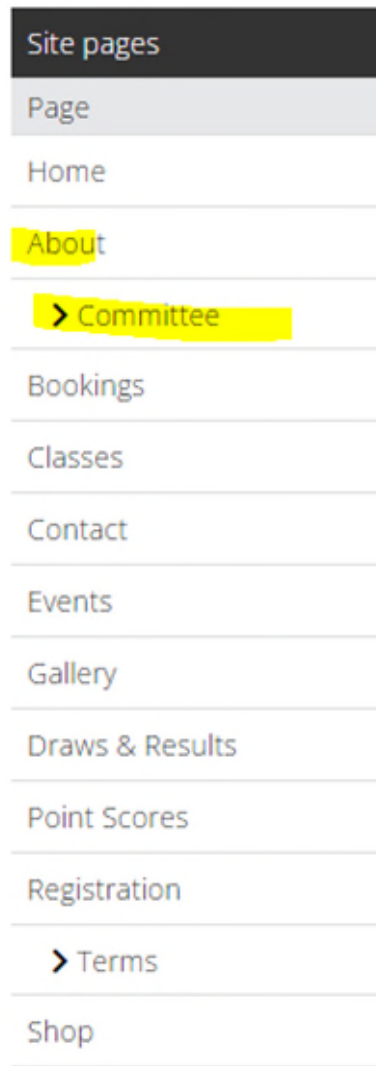 Site pages
Page
Home
About
Committee
Bookings
Classes
Contact
Events
Gallery
Draws & Results
Point Scores
Registration
Terms
Shop